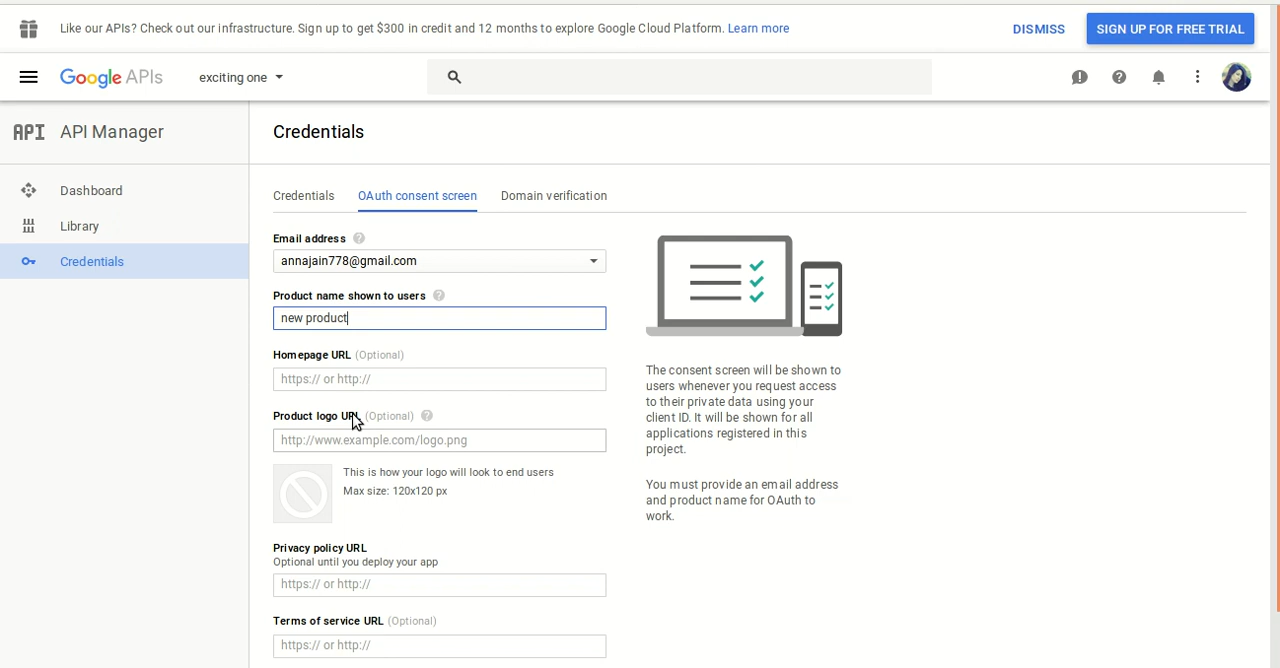 Like our APIs? Check out our infrastructure. Sign up to get $300 in credit and 12 months to explore Google Cloud Platform. Learn more
DISMISS
SIGN UP FOR FREE TRIAL
Google APIs
exciting one
API API Manager
Credentials
Dashboard
Library
Credentials
Credentials
OAuth consent screen
Domain verification
Email address
annajain778@gmail.com
Product name shown to users
new product
Homepage URL (Optional)
https:// or http://
Product logo URL (Optional)
http://www.example.com/logo.png
This is how your logo will look to end users
Max size: 120x120 px
Privacy policy URL
Optional until you deploy your app
https:// or http://
Terms of service URL (Optional)
https:// or http://
The consent screen will be shown to
users whenever you request access
to their private data using your
client ID. It will be shown for all
applications registered in this
project.
You must provide an email address
and product name for OAuth to
work.